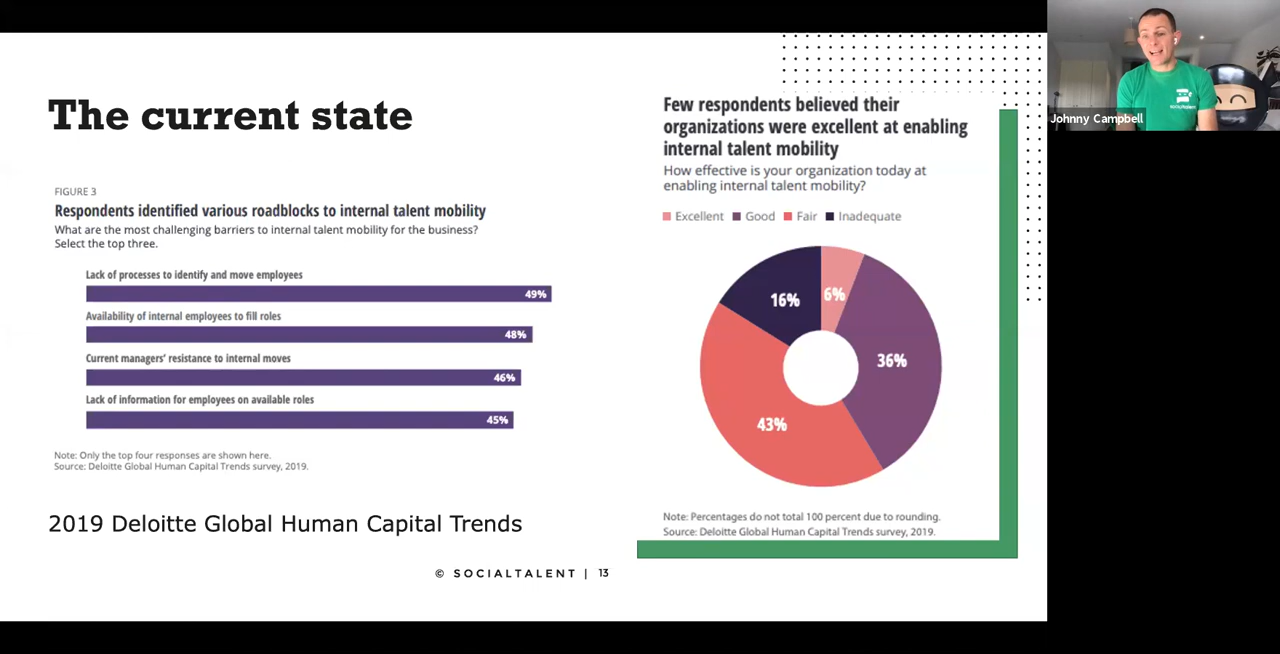 The current state
FIGURE 3
Respondents identified various roadblocks to internal talent mobility
What are the most challenging barriers to internal talent mobility for the business?
Select the top three.
Lack of processes to identify and move employees
49%
Availability of internal employees to fill roles
48%
Current managers' resistance to internal moves
46%
Lack of information for employees on available roles
45%
Note: Only the top four responses are shown here.
Source: Deloitte Global Human Capital Trends survey, 2019.
2019 Deloitte Global Human Capital Trends
Few respondents believed their
organizations were excellent at enabling
internal talent mobility
How effective is your organization today at
enabling internal talent mobility?
Excellent Good Fair Inadequate
16%
6%
36%
43%
Note: Percentages do not total 100 percent due to rounding.
Source: Deloitte Global Human Capital Trends survey, 2019.
© SOCIALTALENT | 13
Johnny Campbell